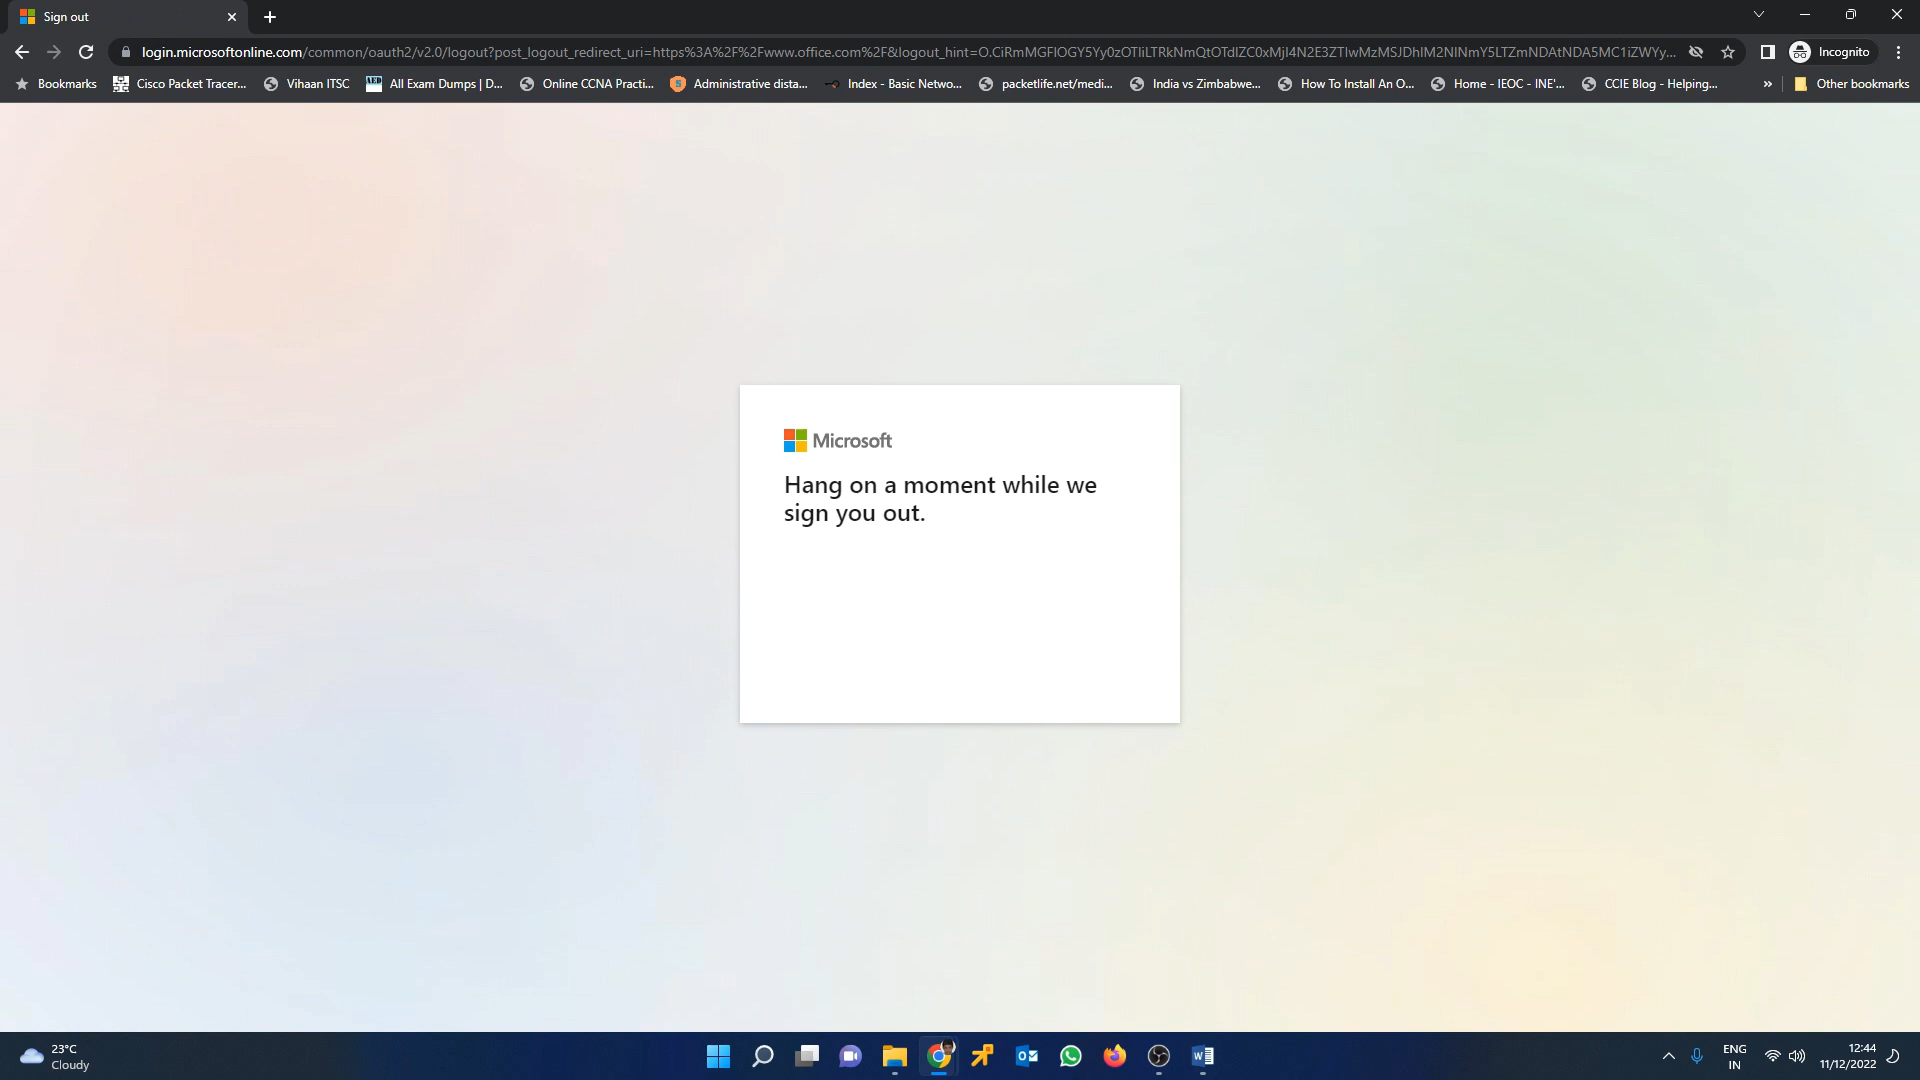 Sign out
login.microsoftonline.com/common/oauth2/v2.0/logout?post_logout_redirect_uri=https%3A%2F%2Fwww.office.com%2F&logout_hint=
Incognito
Bookmarks
Cisco Packet Tracer...
Vihaan ITSC
All Exam Dumps | D...
Online CCNA Practi...
Administrative dista...
Index - Basic Netwo...
packetlife.net/medi...
India vs Zimbabwe...
How To Install An O...
Home - IEOC - INE'...
CCIE Blog - Helping...
»
Other bookmarks
Microsoft
Hang on a moment while we
sign you out.
23°C
Cloudy
ENG
IN
12:44
11/12/2022